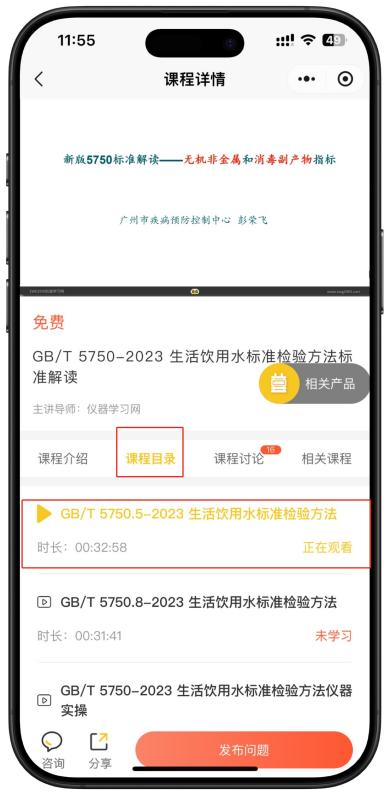 11:55
49
课程详情
新版5750标准解读——无机非金属和消毒副产物指标
广州市疾病预防控制中心 彭荣飞
免费
GB/T 5750-2023 生活饮用水标准检验方法标
准解读
相关产品
主讲导师：仪器学习网
课程介绍
课程目录
课程讨论
16
相关课程
GB/T 5750.5-2023 生活饮用水标准检验方法
时长：00:32:58
正在观看
GB/T 5750.8-2023 生活饮用水标准检验方法
时长：00:31:41
未学习
GB/T 5750-2023 生活饮用水标准检验方法仪器
实操
咨询
分享
发布问题